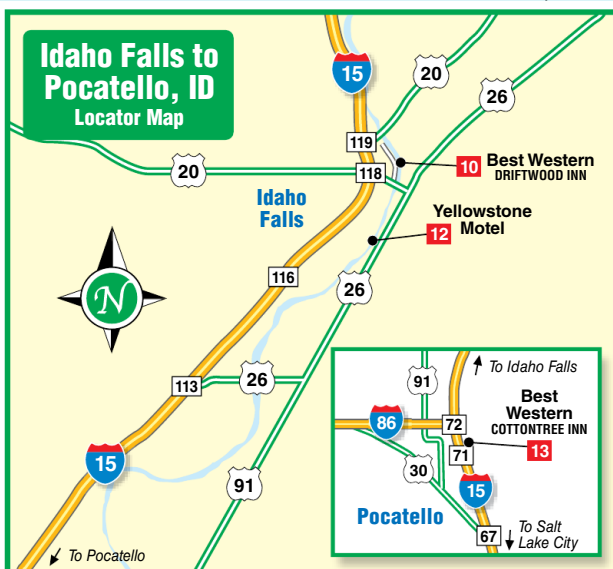 Idaho Falls to
Pocatello, ID
Locator Map
15
20
26
119
10 Best Western
DRIFTWOOD INN
118
20
Idaho
Falls
Yellowstone
12 Motel
N
116
26
113
26
15
91
To Pocatello
To Idaho Falls
91
Best
Western
COTTONTREE INN
86
72
13
71
30
15
Pocatello
67
To Salt
Lake City